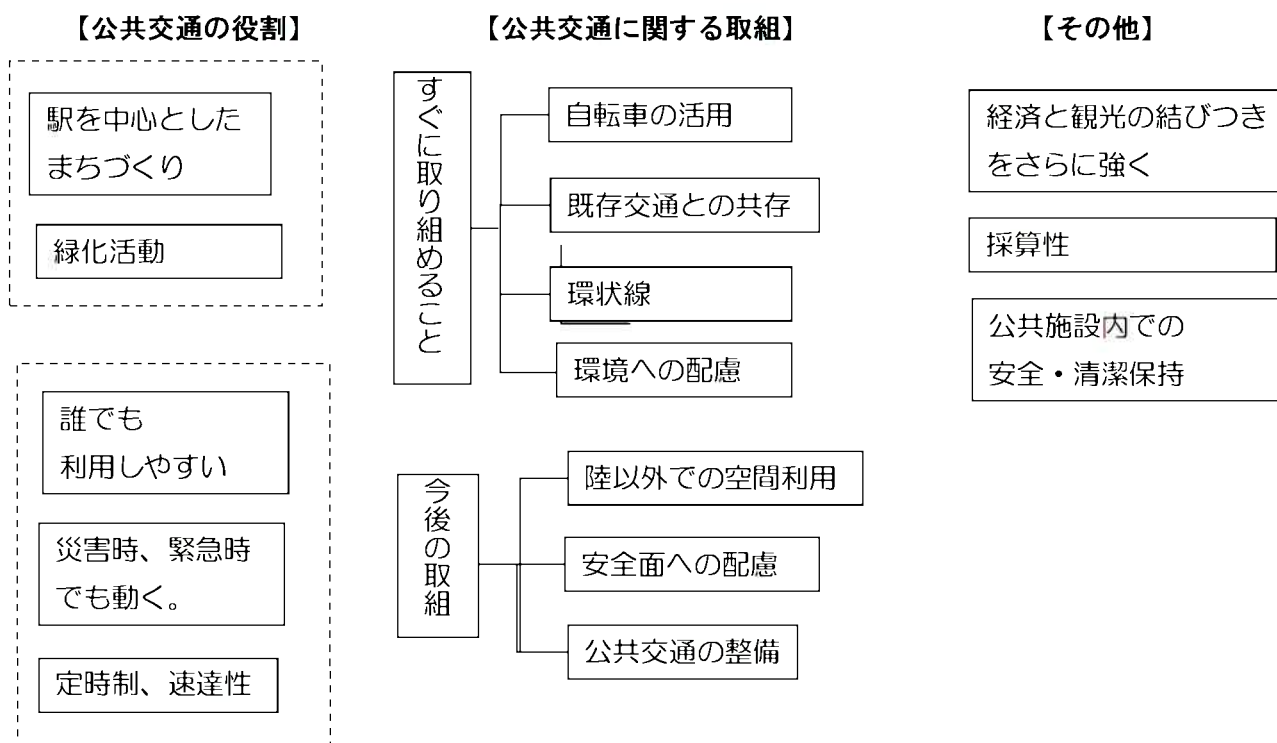 【公共交通の役割】
駅を中心とした
まちづくり
緑化活動
誰でも
利用しやすい
災害時、緊急時
でも動く。
定時制、速達性
【公共交通に関する取組】
すぐに取り組めること
自転車の活用
既存交通との共存
環状線
環境への配慮
今後の取組
陸以外での空間利用
安全面への配慮
公共交通の整備
【その他】
経済と観光の結びつき
をさらに強く
採算性
公共施設内での
安全・清潔保持